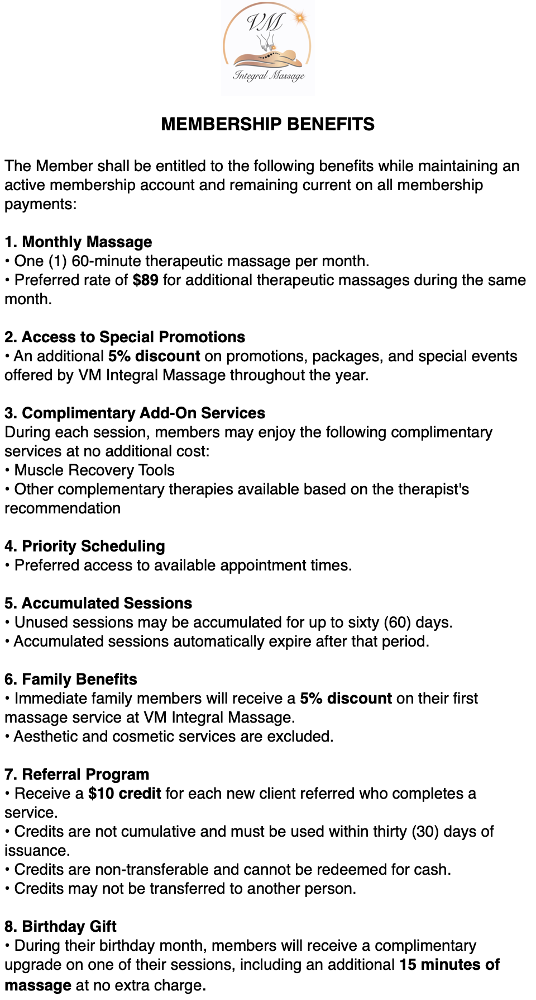 VM
Integral Massage
MEMBERSHIP BENEFITS
The Member shall be entitled to the following benefits while maintaining an
active membership account and remaining current on all membership
payments:
1. Monthly Massage
• One (1) 60-minute therapeutic massage per month.
• Preferred rate of $89 for additional therapeutic massages during the same
month.
2. Access to Special Promotions
• An additional 5% discount on promotions, packages, and special events
offered by VM Integral Massage throughout the year.
3. Complimentary Add-On Services
During each session, members may enjoy the following complimentary
services at no additional cost:
• Muscle Recovery Tools
• Other complementary therapies available based on the therapist's
recommendation
4. Priority Scheduling
• Preferred access to available appointment times.
5. Accumulated Sessions
• Unused sessions may be accumulated for up to sixty (60) days.
• Accumulated sessions automatically expire after that period.
6. Family Benefits
• Immediate family members will receive a 5% discount on their first
massage service at VM Integral Massage.
• Aesthetic and cosmetic services are excluded.
7. Referral Program
• Receive a $10 credit for each new client referred who completes a
service.
• Credits are not cumulative and must be used within thirty (30) days of
issuance.
• Credits are non-transferable and cannot be redeemed for cash.
• Credits may not be transferred to another person.
8. Birthday Gift
• During their birthday month, members will receive a complimentary
upgrade on one of their sessions, including an additional 15 minutes of
massage at no extra charge.